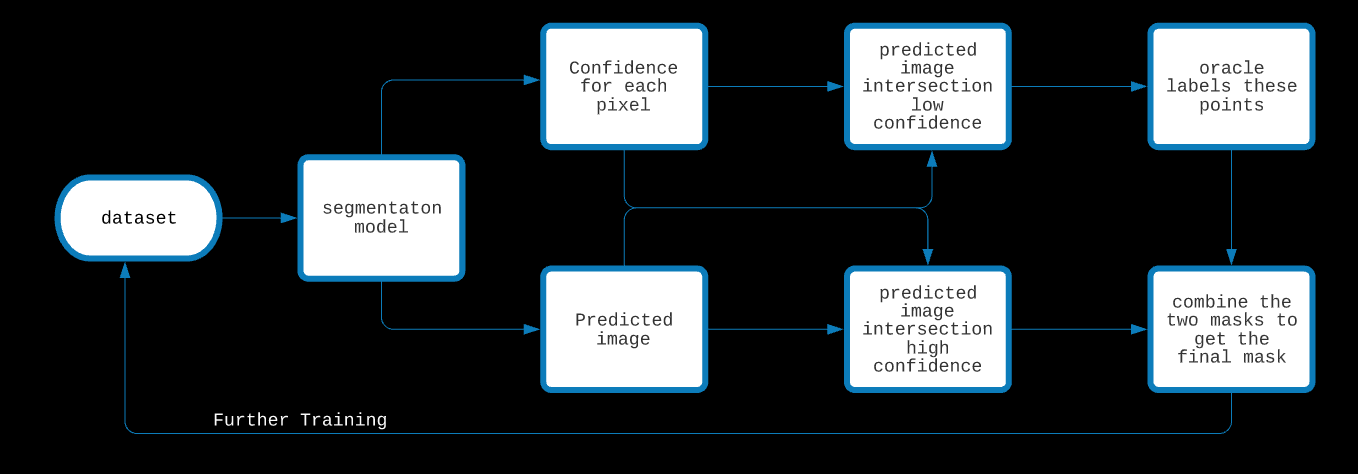 dataset
segmentaton
model
Confidence
for each
pixel
Predicted
image
predicted
image
intersection
low
confidence
predicted
image
intersection
high
confidence
oracle
labels these
points
combine the
two masks to
get the
final mask
Further Training